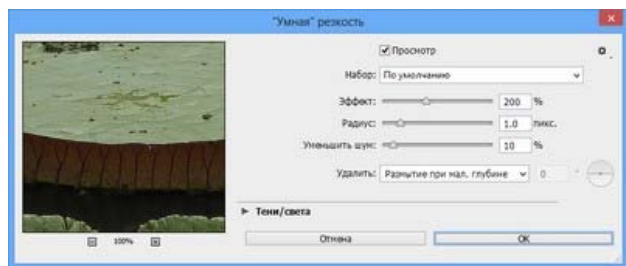 "Умная" резкость
Просмотр
Набор: По умолчанию
Эффект: 200 %
Радиус: 1.0 пикс.
Уменьшить шум: 10 %
Удалить: Размытие при мал. глубине 0 °
Тени/света
100%
Отмена OK